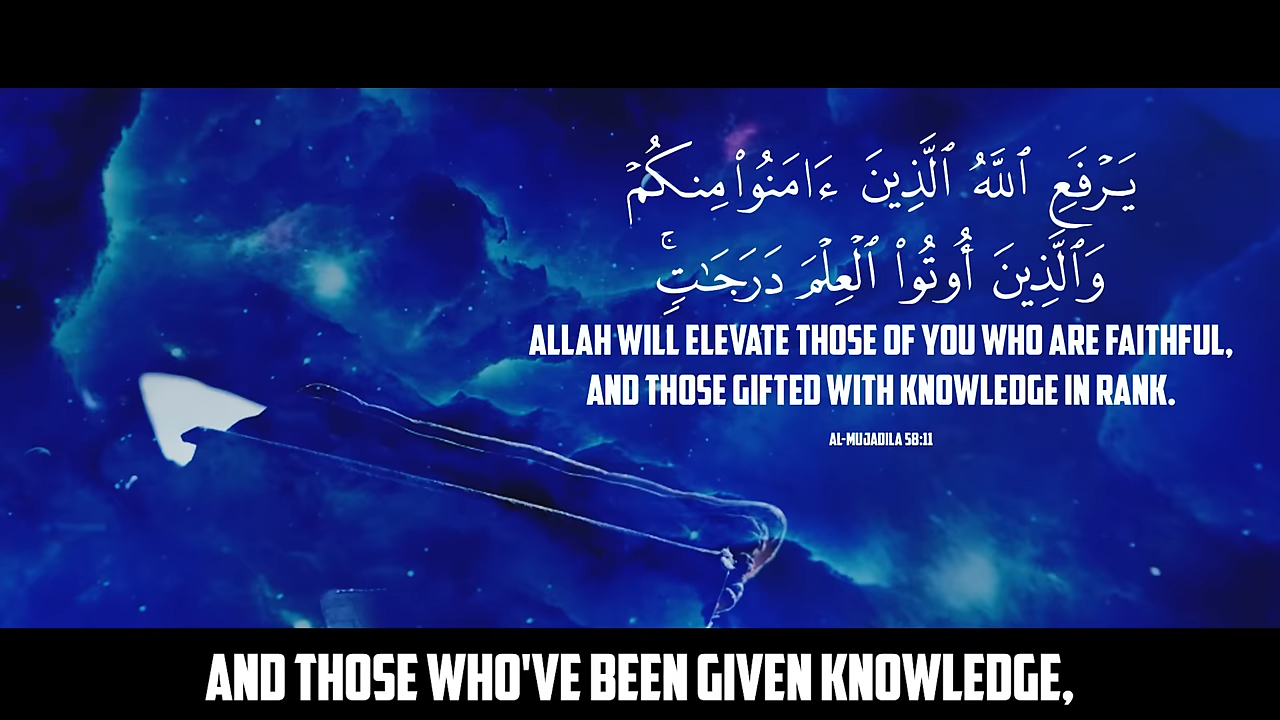 يَرْفَعِ ٱللَّهُ ٱلَّذِينَ ءَامَنُوا۟ مِنكُمْ
وَٱلَّذِينَ أُوتُوا۟ ٱلْعِلْمَ دَرَجَـٰتٍ ۚ
ALLAH WILL ELEVATE THOSE OF YOU WHO ARE FAITHFUL,
AND THOSE GIFTED WITH KNOWLEDGE IN RANK.
AL-MUJADILA 58:11
AND THOSE WHO'VE BEEN GIVEN KNOWLEDGE,